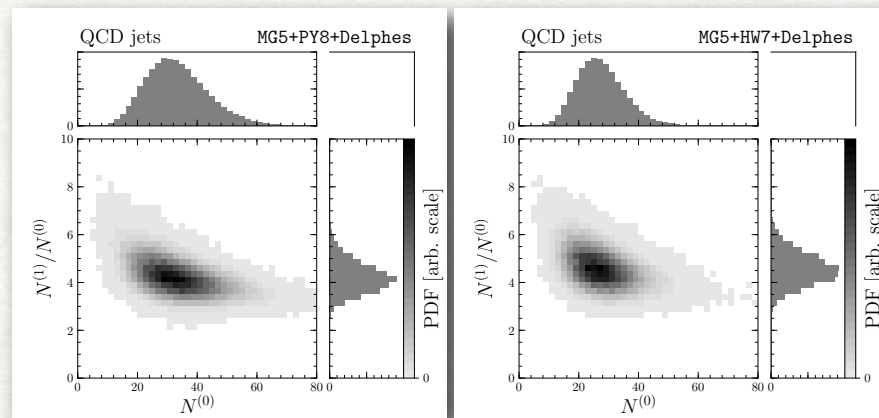 QCD jets MG5+PY8+Delphes
0
10
8
6
4
2
0
N^{(1)}/N^{(0)}
0 20 40 60 80 0
N^{(0)}
PDF [arb. scale]
0
QCD jets MG5+HW7+Delphes
0
10
8
6
4
2
0
N^{(1)}/N^{(0)}
0 20 40 60 80 0
N^{(0)}
PDF [arb. scale]
0